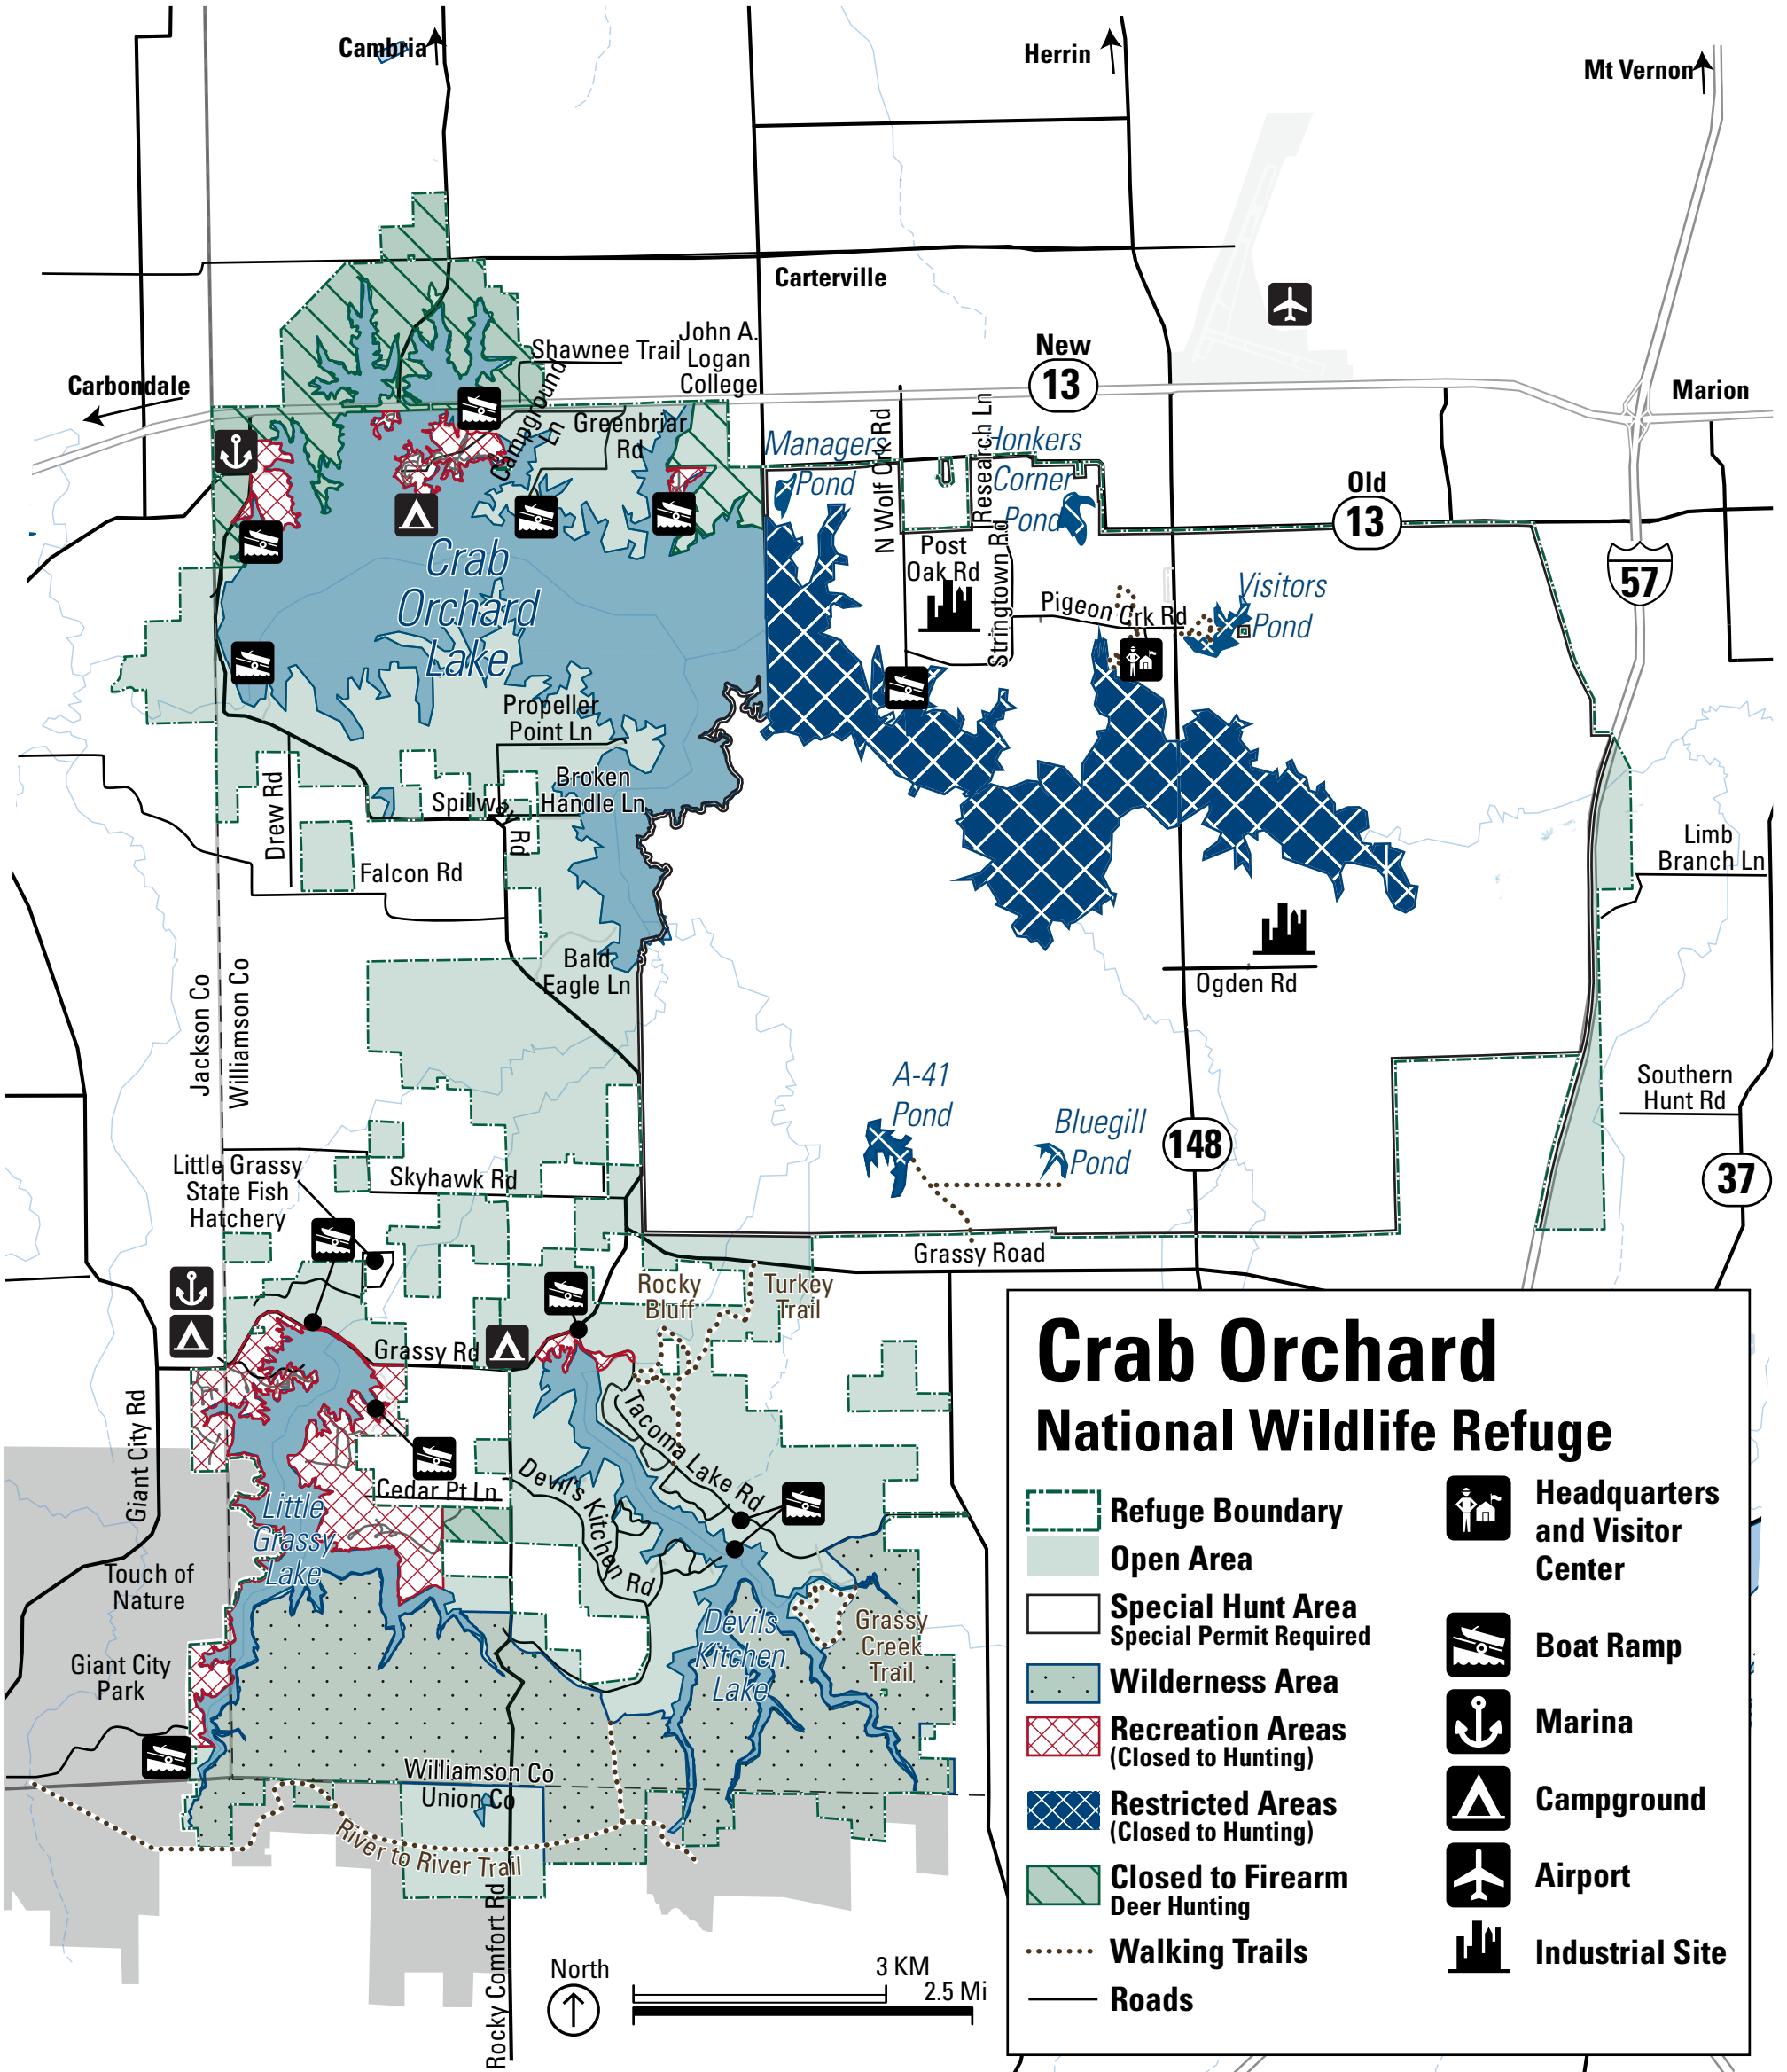 Cambria
Herrin
Mt Vernon
Carterville
Shawnee Trail
John A.
Logan
College
New
13
Carbondale
Marion
Campground
Ln
Greenbriar
Rd
Managers
Pond
N Wolf Crk Rd
Research Ln
Honkers
Corner
Pond
Old
13
57
Crab
Orchard
Lake
Post
Oak Rd
Stringtown Rd
Pigeon Crk Rd
Visitors
Pond
Propeller
Point Ln
Broken
Handle Ln
Spillway Rd
Drew Rd
Falcon Rd
Limb
Branch Ln
Bald
Eagle Ln
Ogden Rd
Jackson Co
Williamson Co
A-41
Pond
Bluegill
Pond
148
Southern
Hunt Rd
37
Little Grassy
State Fish
Hatchery
Skyhawk Rd
Grassy Road
Rocky
Bluff
Turkey
Trail
Grassy Rd
Giant City Rd
Tacoma Lake Rd
Devil's Kitchen Rd
Cedar Pt Ln
Little
Grassy
Lake
Touch of
Nature
Giant City
Park
Devils
Kitchen
Lake
Grassy
Creek
Trail
Williamson Co
Union Co
River to River Trail
Rocky Comfort Rd
North
3 KM
2.5 Mi
Crab Orchard
National Wildlife Refuge
Refuge Boundary
Open Area
Special Hunt Area
Special Permit Required
Wilderness Area
Recreation Areas
(Closed to Hunting)
Restricted Areas
(Closed to Hunting)
Closed to Firearm
Deer Hunting
Walking Trails
Roads
Headquarters
and Visitor
Center
Boat Ramp
Marina
Campground
Airport
Industrial Site